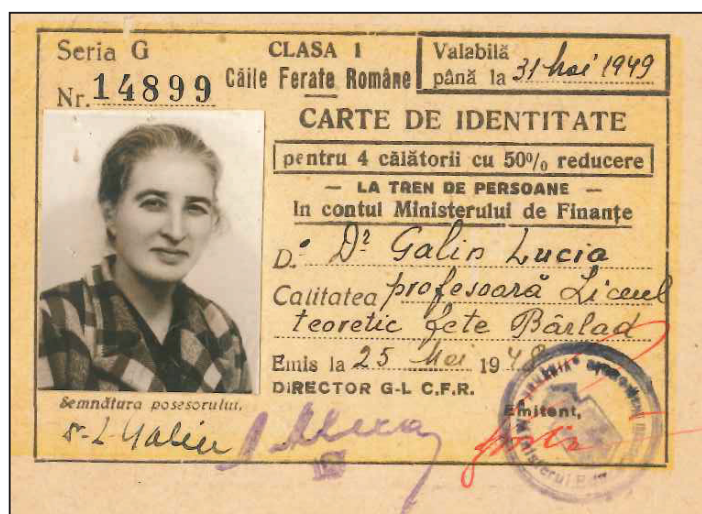 Seria G
Nr. 14899
CLASA 1
Căile Ferate Române
Valabilă
până la 31 Mai 1949
CARTE DE IDENTITATE
pentru 4 călătorii cu 50% reducere
— LA TREN DE PERSOANE —
In contul Ministerului de Finanțe
D. Dr Galin Lucia
Calitatea profesoară Liceul
teoretic fete Bârlad
Emis la 25 Mai 1948
DIRECTOR G-L C.F.R.
Emitent,
Semnătura posesorului,
L Galin